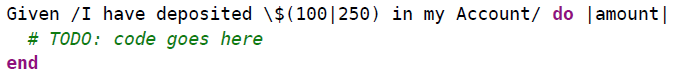 Given /I have deposited \$(100|250) in my Account/ do |amount|
# TODO: code goes here
end